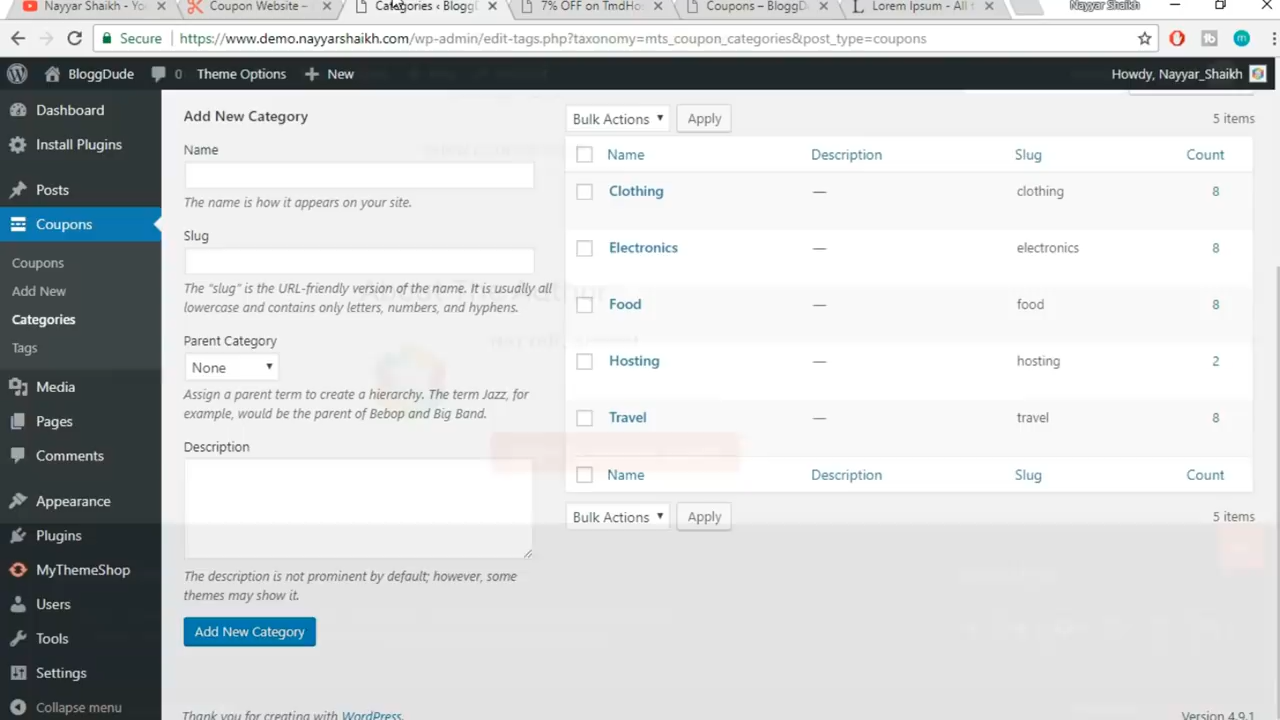 Nayyar Shaikh - Yo
Coupon Website –
Categories ‹ Blogg
7% OFF on TmdHo
Coupons – BloggD
Lorem Ipsum - All t
Nayyar Shaikh
Secure
https://www.demo.nayyarshaikh.com/wp-admin/edit-tags.php?taxonomy=mts_coupon_categories&post_type=coupons
BloggDude
0
Theme Options
New
Howdy, Nayyar_Shaikh
Dashboard
Install Plugins
Posts
Coupons
Coupons
Add New
Categories
Tags
Media
Pages
Comments
Appearance
Plugins
MyThemeShop
Users
Tools
Settings
Collapse menu
Add New Category
Name
The name is how it appears on your site.
Slug
The “slug” is the URL-friendly version of the name. It is usually all
lowercase and contains only letters, numbers, and hyphens.
Parent Category
None
Assign a parent term to create a hierarchy. The term Jazz, for
example, would be the parent of Bebop and Big Band.
Description
The description is not prominent by default; however, some
themes may show it.
Add New Category
Bulk Actions Apply 5 items
Name Description Slug Count
Clothing — clothing 8
Electronics — electronics 8
Food — food 8
Hosting — hosting 2
Travel — travel 8
Name Description Slug Count
Bulk Actions Apply 5 items
Thank you for creating with WordPress.
Version 4.9.1